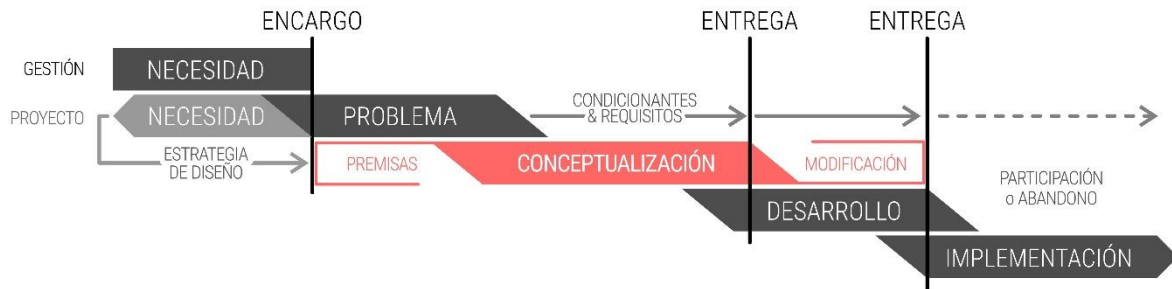 ENCARGO
ENTREGA
ENTREGA
GESTIÓN
NECESIDAD
PROYECTO
NECESIDAD
PROBLEMA
CONDICIONANTES
& REQUISITOS
ESTRATEGIA
DE DISEÑO
PREMISAS
CONCEPTUALIZACIÓN
MODIFICACIÓN
PARTICIPACIÓN
o ABANDONO
DESARROLLO
IMPLEMENTACIÓN